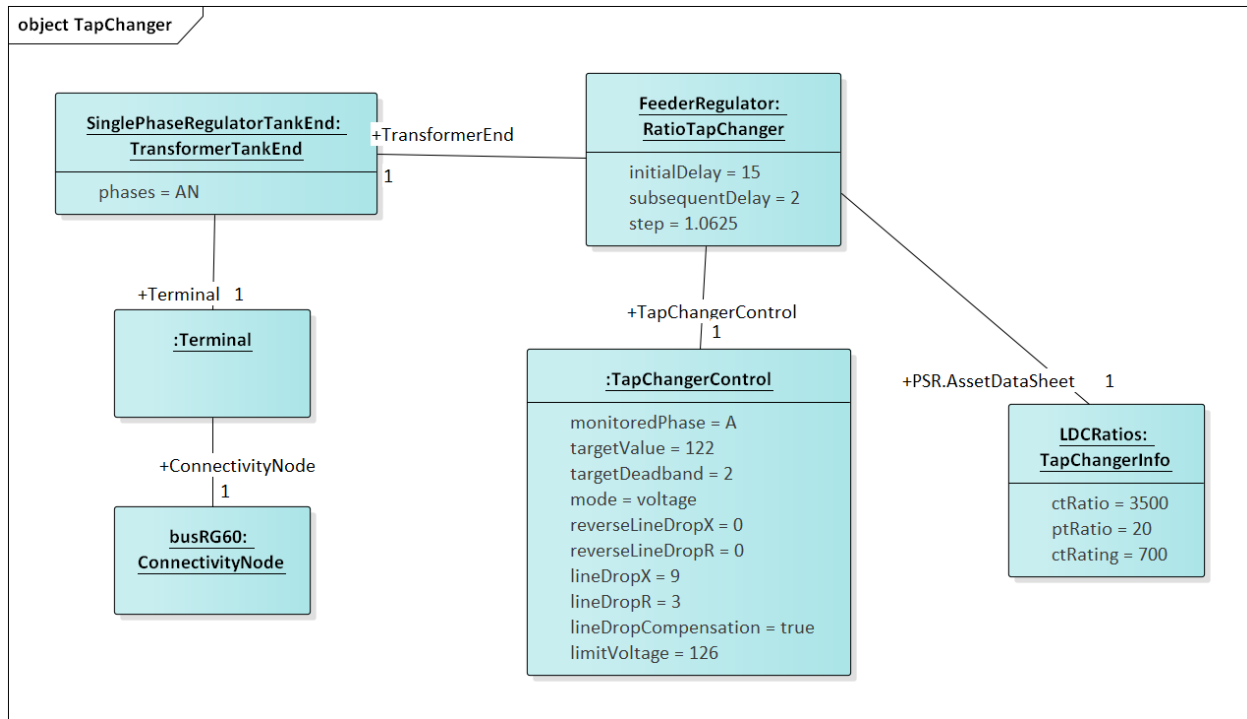 object TapChanger
SinglePhaseRegulatorTankEnd:
TransformerTankEnd
phases = AN
+TransformerEnd
1
FeederRegulator:
RatioTapChanger
initialDelay = 15
subsequentDelay = 2
step = 1.0625
+Terminal 1
:Terminal
+ConnectivityNode
1
busRG60:
ConnectivityNode
+TapChangerControl
1
:TapChangerControl
monitoredPhase = A
targetValue = 122
targetDeadband = 2
mode = voltage
reverseLineDropX = 0
reverseLineDropR = 0
lineDropX = 9
lineDropR = 3
lineDropCompensation = true
limitVoltage = 126
+PSR.AssetDataSheet 1
LDCRatios:
TapChangerInfo
ctRatio = 3500
ptRatio = 20
ctRating = 700